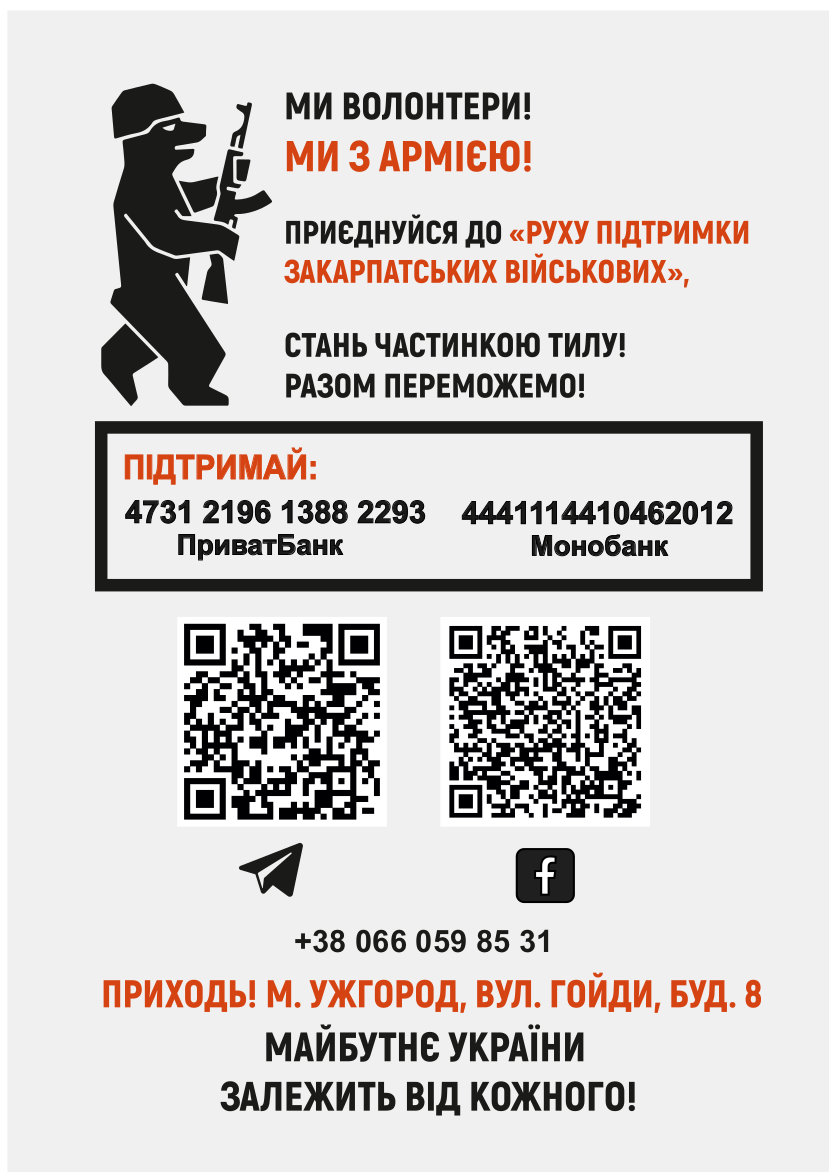 МИ ВОЛОНТЕРИ!
МИ З АРМІЄЮ!
ПРИЄДНУЙСЯ ДО «РУХУ ПІДТРИМКИ
ЗАКАРПАТСЬКИХ ВІЙСЬКОВИХ»,
СТАНЬ ЧАСТИНКОЮ ТИЛУ!
РАЗОМ ПЕРЕМОЖЕМО!
ПІДТРИМАЙ:
4731 2196 1388 2293 4441114410462012
ПриватБанк Монобанк
+38 066 059 85 31
ПРИХОДЬ! М. УЖГОРОД, ВУЛ. ГОЙДИ, БУД. 8
МАЙБУТНЄ УКРАЇНИ
ЗАЛЕЖИТЬ ВІД КОЖНОГО!